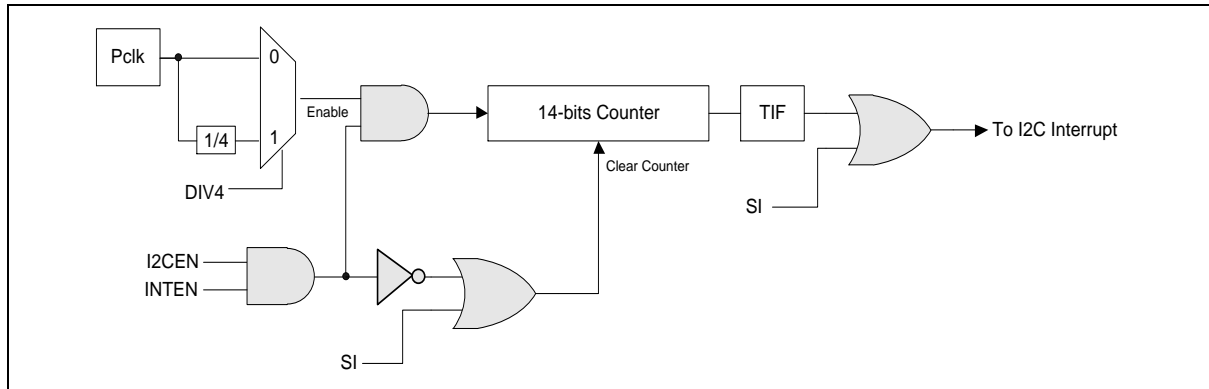 Pclk
0
1/4
1
DIV4
Enable
14-bits Counter
TIF
To I2C Interrupt
Clear Counter
SI
I2CEN
INTEN
SI